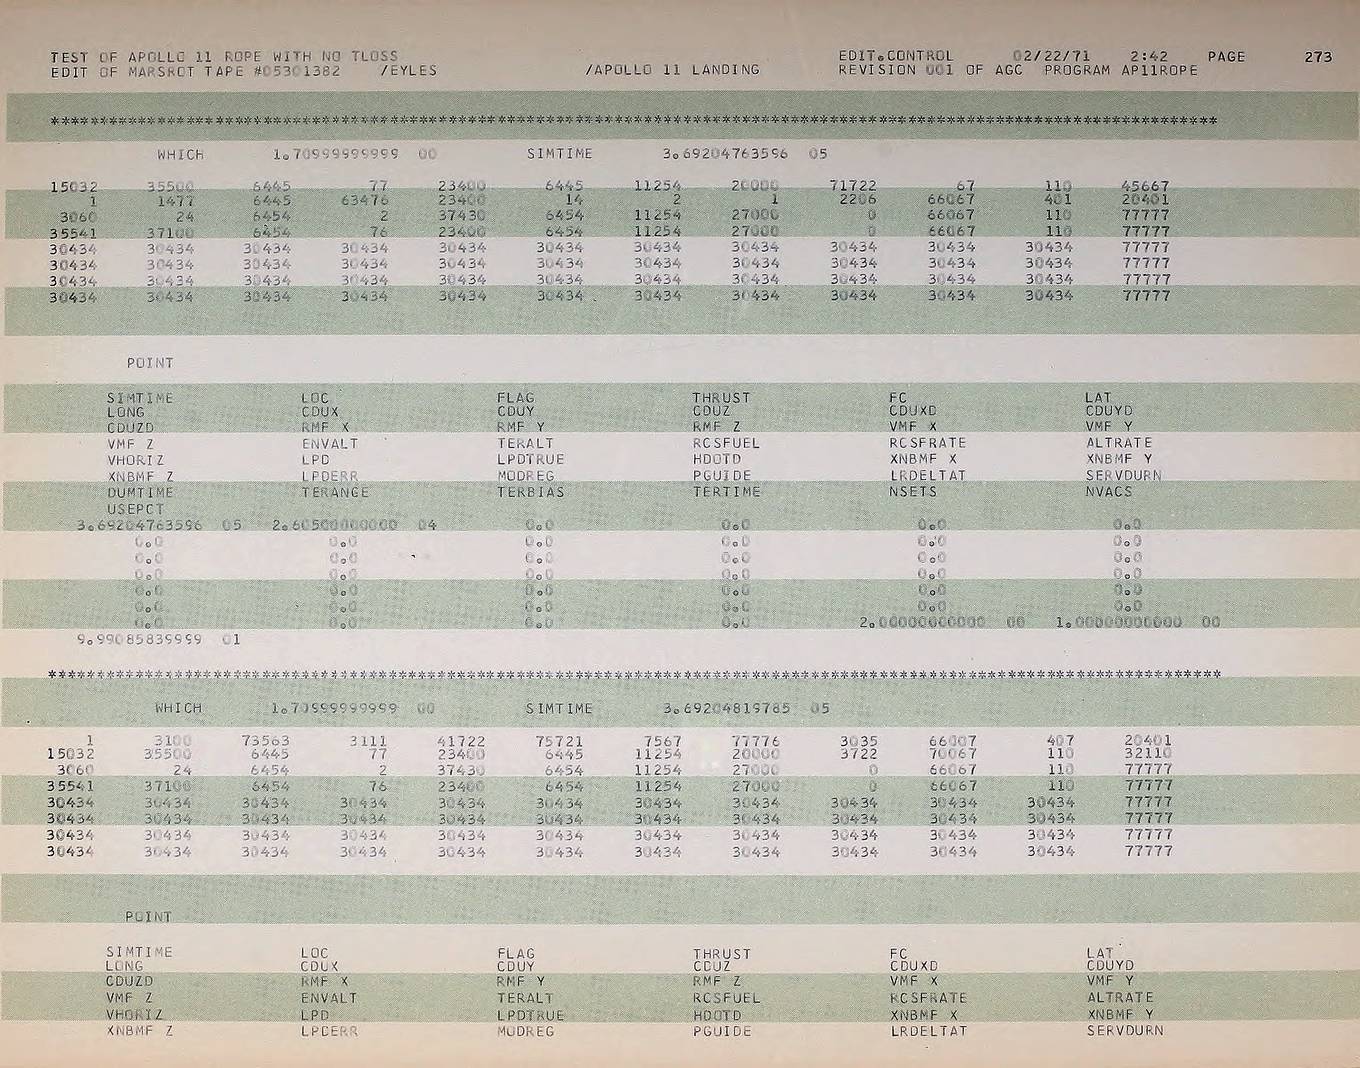 TEST OF APOLLO 11 ROPE WITH NO TLOSS EDIT.CONTROL 02/22/71 2:42 PAGE 273
EDIT OF MARSROT TAPE #05301382 /EYLES /APOLLO 11 LANDING REVISION 001 OF AGC PROGRAM AP11ROPE
************************************************************************************************************************
WHICH 1.70999999999 00 SIMTIME 3.69204763596 05
15032 35500 6445 77 23400 6445 11254 20000 71722 67 110 45667
1 1477 6445 63476 23400 14 2 1 2206 66067 401 20401
3060 24 6454 2 37430 6454 11254 27000 0 66067 110 77777
35541 37100 6454 76 23400 6454 11254 27000 0 66067 110 77777
30434 30434 30434 30434 30434 30434 30434 30434 30434 30434 30434 77777
30434 30434 30434 30434 30434 30434 30434 30434 30434 30434 30434 77777
30434 30434 30434 30434 30434 30434 30434 30434 30434 30434 30434 77777
30434 30434 30434 30434 30434 30434 30434 30434 30434 30434 30434 77777
POINT
SIMTIME LOC FLAG THRUST FC LAT
LONG CDUX CDUY CDUZ CDUXD CDUYD
CDUZD RMF X RMF Y RMF Z VMF X VMF Y
VMF Z ENVALT TERALT RCSFUEL RCSFRATE ALTRATE
VHORIZ LPD LPDTRUE HDOTD XNBMF X XNBMF Y
XNBMF Z LPDERR MODREG PGUIDE LRDELTAT SERVDURN
DUMTIME TERANGE TERBIAS TERTIME NSETS NVACS
USEPCT
3.69204763596 05 2.60500000000 04 0.0 0.0 0.0 0.0
0.0 0.0 0.0 0.0 0.0 0.0
0.0 0.0 0.0 0.0 0.0 0.0
0.0 0.0 0.0 0.0 0.0 0.0
0.0 0.0 0.0 0.0 0.0 0.0
0.0 0.0 0.0 0.0 0.0 0.0
0.0 0.0 0.0 0.0 2.00000000000 00 1.00000000000 00
9.99085839999 01
************************************************************************************************************************
WHICH 1.70999999999 00 SIMTIME 3.69204819785 05
1 3100 73563 3111 41722 75721 7567 77776 3035 66007 407 20401
15032 35500 6445 77 23400 6445 11254 20000 3722 70067 110 32110
3060 24 6454 2 37430 6454 11254 27000 0 66067 110 77777
35541 37100 6454 76 23400 6454 11254 27000 0 66067 110 77777
30434 30434 30434 30434 30434 30434 30434 30434 30434 30434 30434 77777
30434 30434 30434 30434 30434 30434 30434 30434 30434 30434 30434 77777
30434 30434 30434 30434 30434 30434 30434 30434 30434 30434 30434 77777
30434 30434 30434 30434 30434 30434 30434 30434 30434 30434 30434 77777
POINT
SIMTIME LOC FLAG THRUST FC LAT
LONG CDUX CDUY CDUZ CDUXD CDUYD
CDUZD RMF X RMF Y RMF Z VMF X VMF Y
VMF Z ENVALT TERALT RCSFUEL RCSFRATE ALTRATE
VHORIZ LPD LPDTRUE HDOTD XNBMF X XNBMF Y
XNBMF Z LPDERR MODREG PGUIDE LRDELTAT SERVDURN